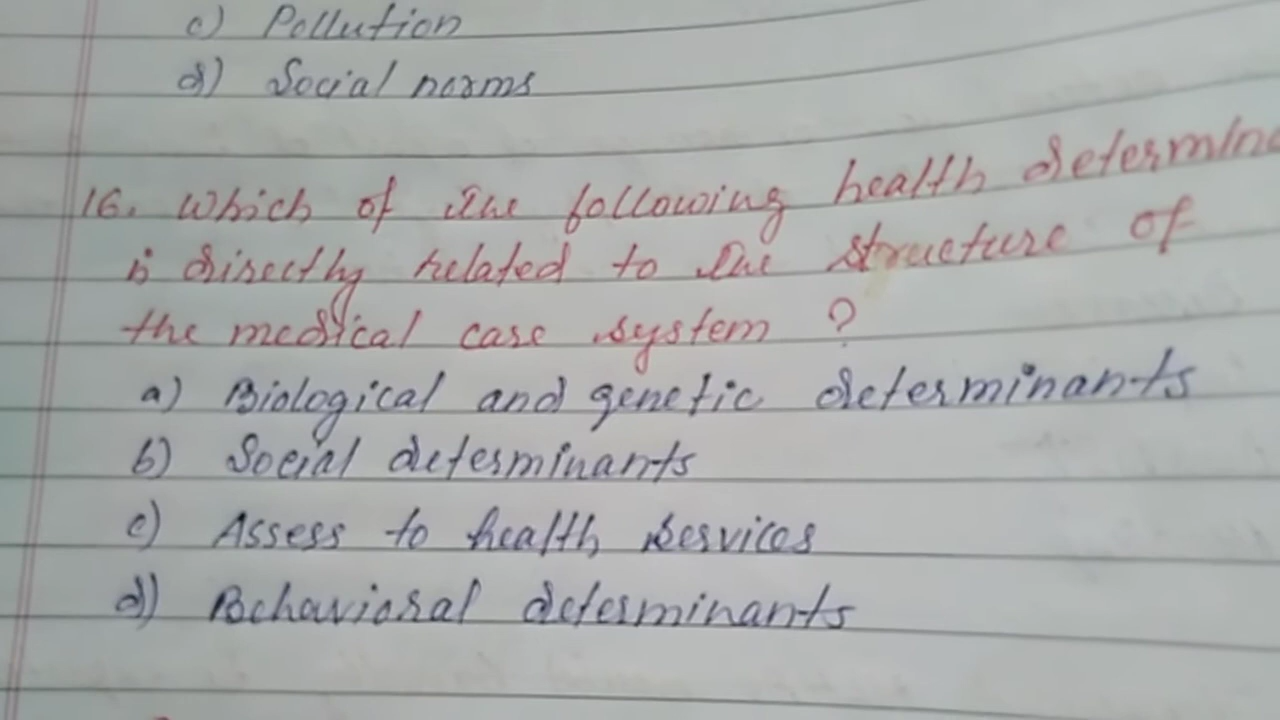 c) Pollution
d) Social norms
16. Which of the following health determin
is directly related to the structure of
the medical care system ?
a) Biological and genetic determinants
b) Social determinants
c) Assess to health services
d) Behavioral determinants